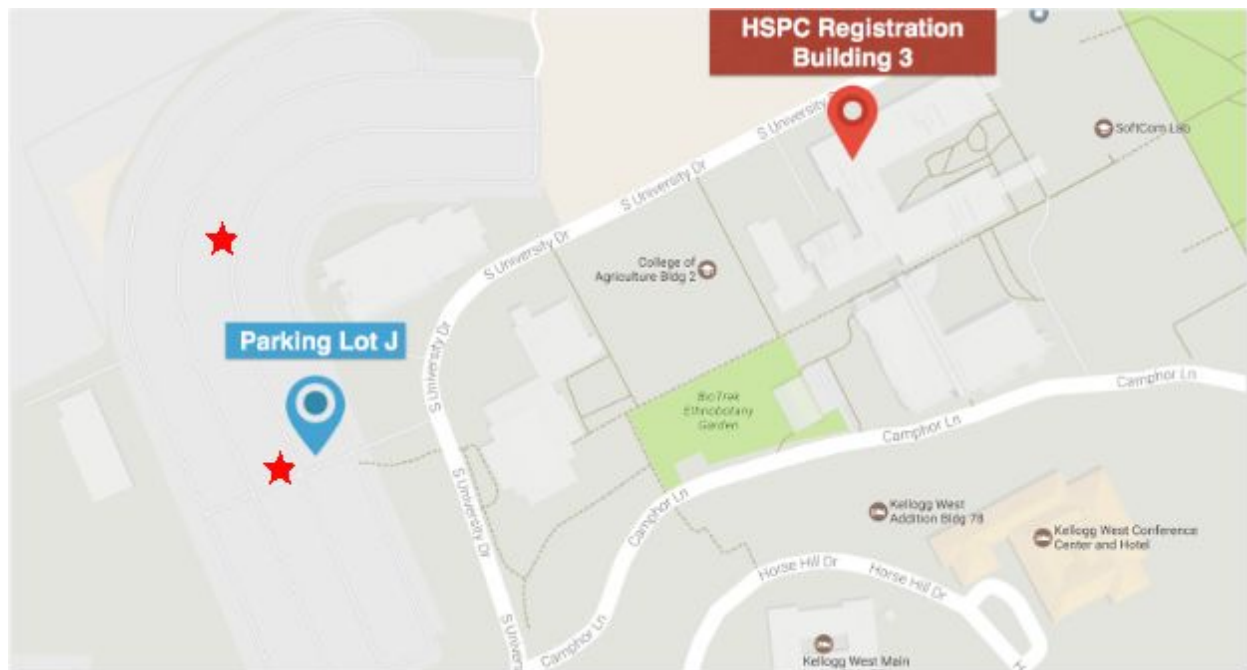 HSPC Registration
Building 3
S University Dr
SoftCom Lab
S University Dr
S University Dr
College of
Agriculture Bldg 2
Parking Lot J
S University Dr
BioTrek
Ethnobotany
Garden
Camphor Ln
Camphor Ln
S University Dr
Camphor Ln
Kellogg West
Addition Bldg 78
Kellogg West Conference
Center and Hotel
Horse Hill Dr
Horse Hill Dr
S Univer
Camphor Ln
Kellogg West Main